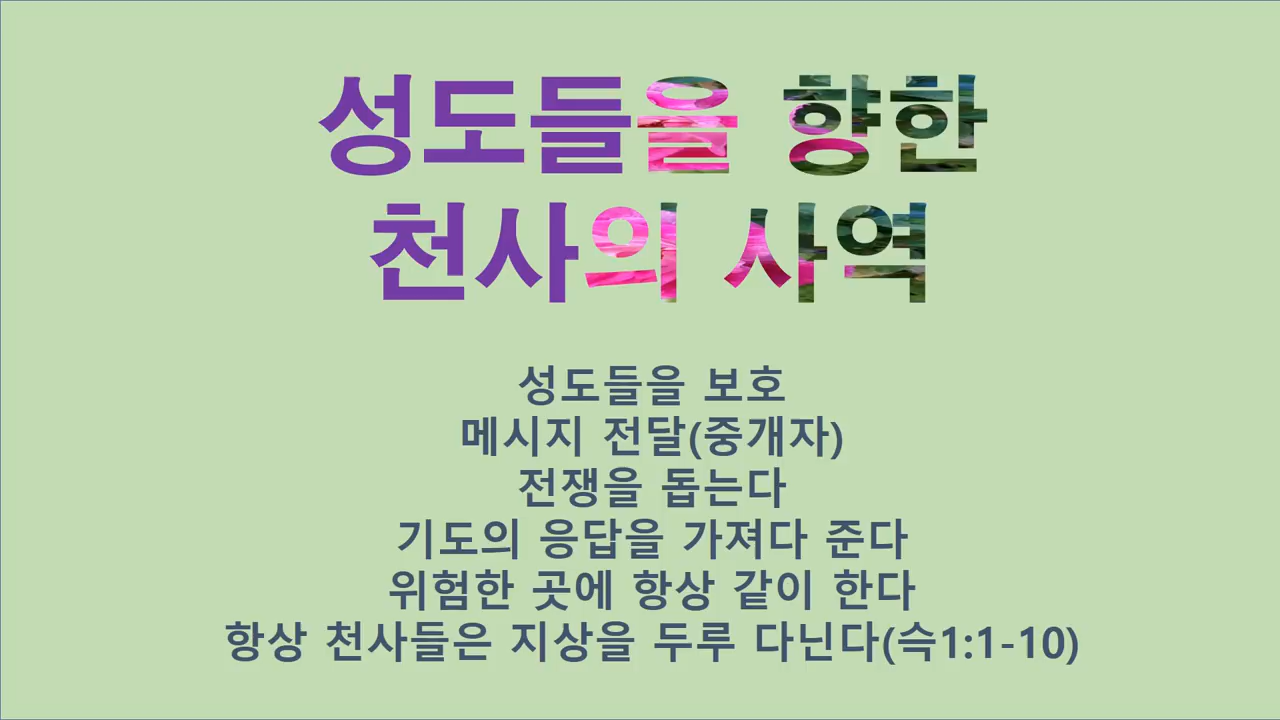 성도들을 향한
천사의 사역
성도들을 보호
메시지 전달(중개자)
전쟁을 돕는다
기도의 응답을 가져다 준다
위험한 곳에 항상 같이 한다
항상 천사들은 지상을 두루 다닌다(슥1:1-10)